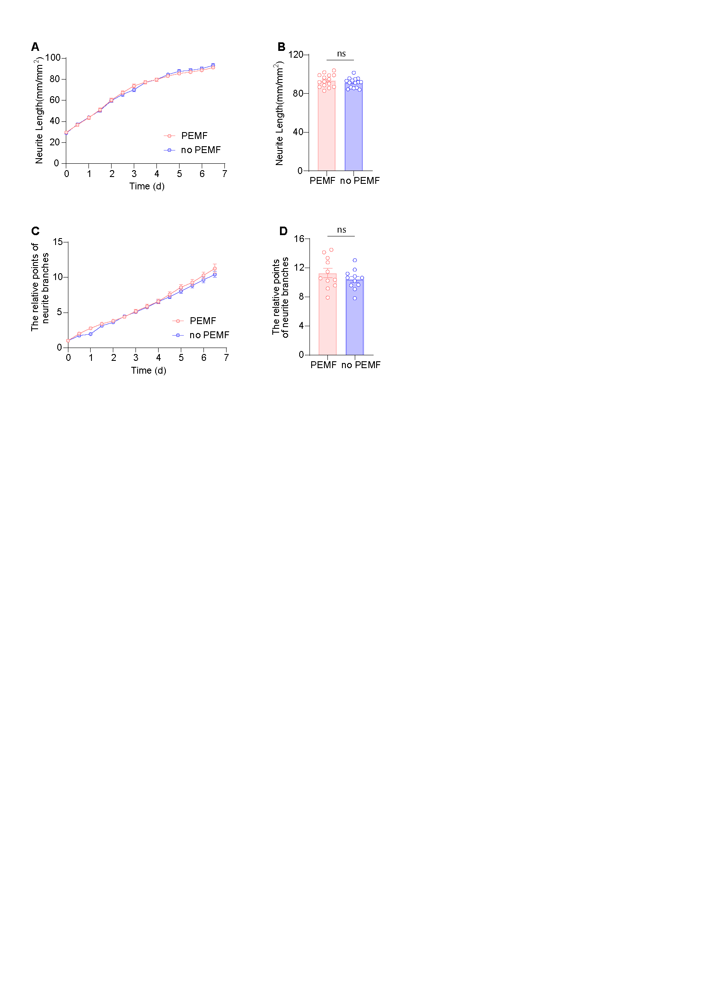 A
Neurite Length(mm/mm²)
100
80
60
40
20
0
PEMF
no PEMF
0 1 2 3 4 5 6 7
Time (d)
B
Neurite Length(mm/mm²)
120
80
40
0
ns
PEMF no PEMF
C
The relative points of
neurite branches
15
10
5
0
PEMF
no PEMF
0 1 2 3 4 5 6 7
Time (d)
D
The relative points
of neurite branches
16
12
8
4
0
ns
PEMF no PEMF